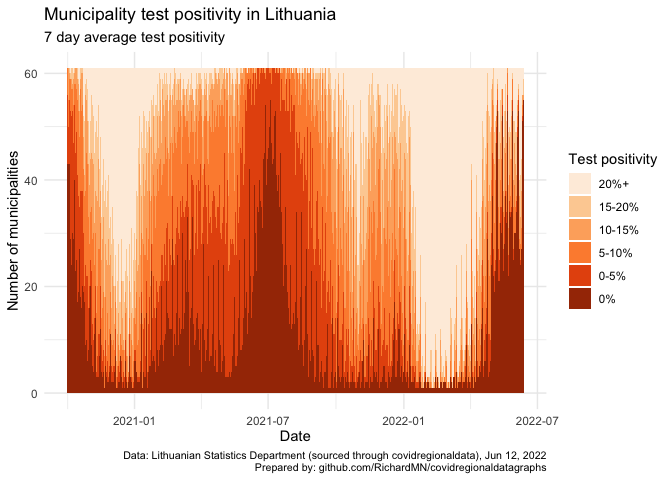 Municipality test positivity in Lithuania
7 day average test positivity
Number of municipalities
60
40
20
0
2021-01
2021-07
2022-01
2022-07
Date
Test positivity
20%+
15-20%
10-15%
5-10%
0-5%
0%
Data: Lithuanian Statistics Department (sourced through covidregionaldata), Jun 12, 2022
Prepared by: github.com/RichardMN/covidregionaldatagraphs